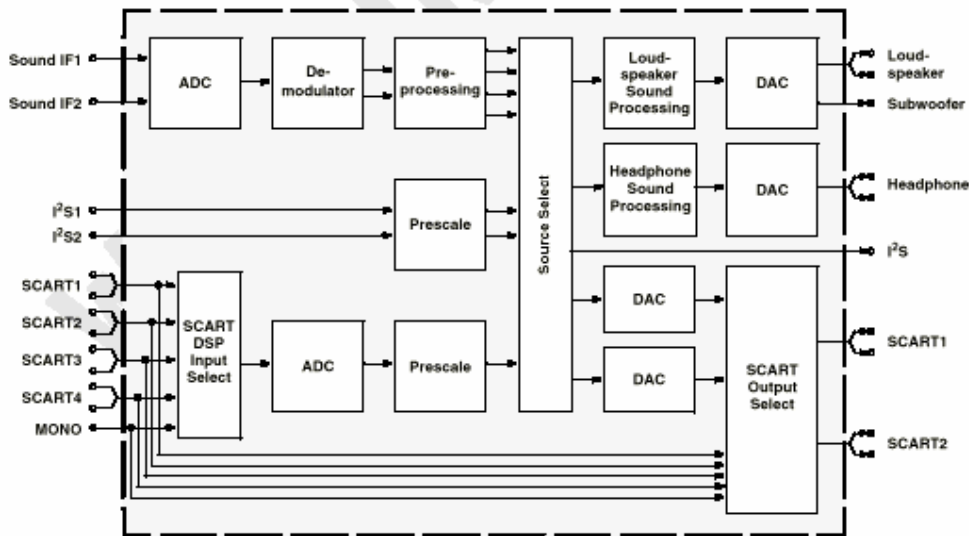 Sound IF1
Sound IF2
ADC
De-
modulator
Pre-
processing
Loud-
speaker
Sound
Processing
DAC
Loud-
speaker
Subwoofer
Headphone
Sound
Processing
DAC
Headphone
I²S1
I²S2
Prescale
Source Select
I²S
SCART1
SCART2
SCART3
SCART4
MONO
SCART
DSP
Input
Select
ADC
Prescale
DAC
DAC
SCART
Output
Select
SCART1
SCART2